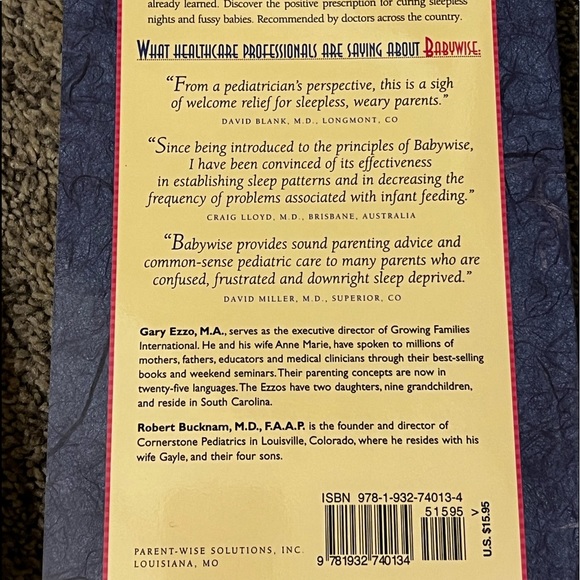 already learned. Discover the positive prescription for curing sleepless
nights and fussy babies. Recommended by doctors across the country.
WHAT HEALTHCARE PROFESSIONALS ARE SAYING ABOUT BABYWISE:
“From a pediatrician's perspective, this is a sigh
of welcome relief for sleepless, weary parents.”
DAVID BLANK, M.D., LONGMONT, CO
“Since being introduced to the principles of Babywise,
I have been convinced of its effectiveness
in establishing sleep patterns and in decreasing the
frequency of problems associated with infant feeding.”
CRAIG LLOYD, M.D., BRISBANE, AUSTRALIA
“Babywise provides sound parenting advice and
common-sense pediatric care to many parents who are
confused, frustrated and downright sleep deprived.”
DAVID MILLER, M.D., SUPERIOR, CO
Gary Ezzo, M.A., serves as the executive director of Growing Families
International. He and his wife Anne Marie, have spoken to millions of
mothers, fathers, educators and medical clinicians through their best-selling
books and weekend seminars. Their parenting concepts are now in
twenty-five languages. The Ezzos have two daughters, nine grandchildren,
and reside in South Carolina.
Robert Bucknam, M.D., F.A.A.P. is the founder and director of
Cornerstone Pediatrics in Louisville, Colorado, where he resides with his
wife Gayle, and their four sons.
ISBN 978-1-932-74013-4
51595 V
9 781932 740134
U.S. $15.95
PARENT-WISE SOLUTIONS, INC.
LOUISIANA, MO